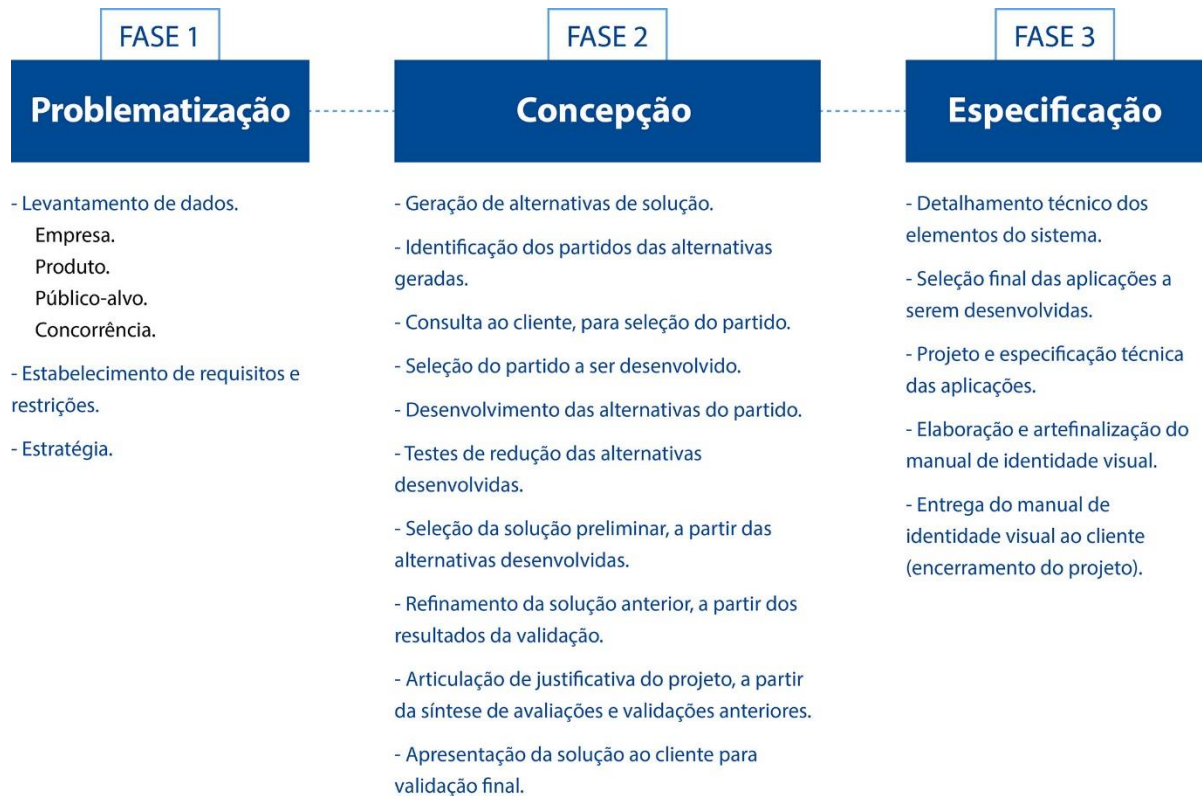 FASE 1
Problematização
- Levantamento de dados.
Empresa.
Produto.
Público-alvo.
Concorrência.
- Estabelecimento de requisitos e
restrições.
- Estratégia.
FASE 2
Concepção
- Geração de alternativas de solução.
- Identificação dos partidos das alternativas
geradas.
- Consulta ao cliente, para seleção do partido.
- Seleção do partido a ser desenvolvido.
- Desenvolvimento das alternativas do partido.
- Testes de redução das alternativas
desenvolvidas.
- Seleção da solução preliminar, a partir das
alternativas desenvolvidas.
- Refinamento da solução anterior, a partir dos
resultados da validação.
- Articulação de justificativa do projeto, a partir
da síntese de avaliações e validações anteriores.
- Apresentação da solução ao cliente para
validação final.
FASE 3
Especificação
- Detalhamento técnico dos
elementos do sistema.
- Seleção final das aplicações a
serem desenvolvidas.
- Projeto e especificação técnica
das aplicações.
- Elaboração e artefinalização do
manual de identidade visual.
- Entrega do manual de
identidade visual ao cliente
(encerramento do projeto).